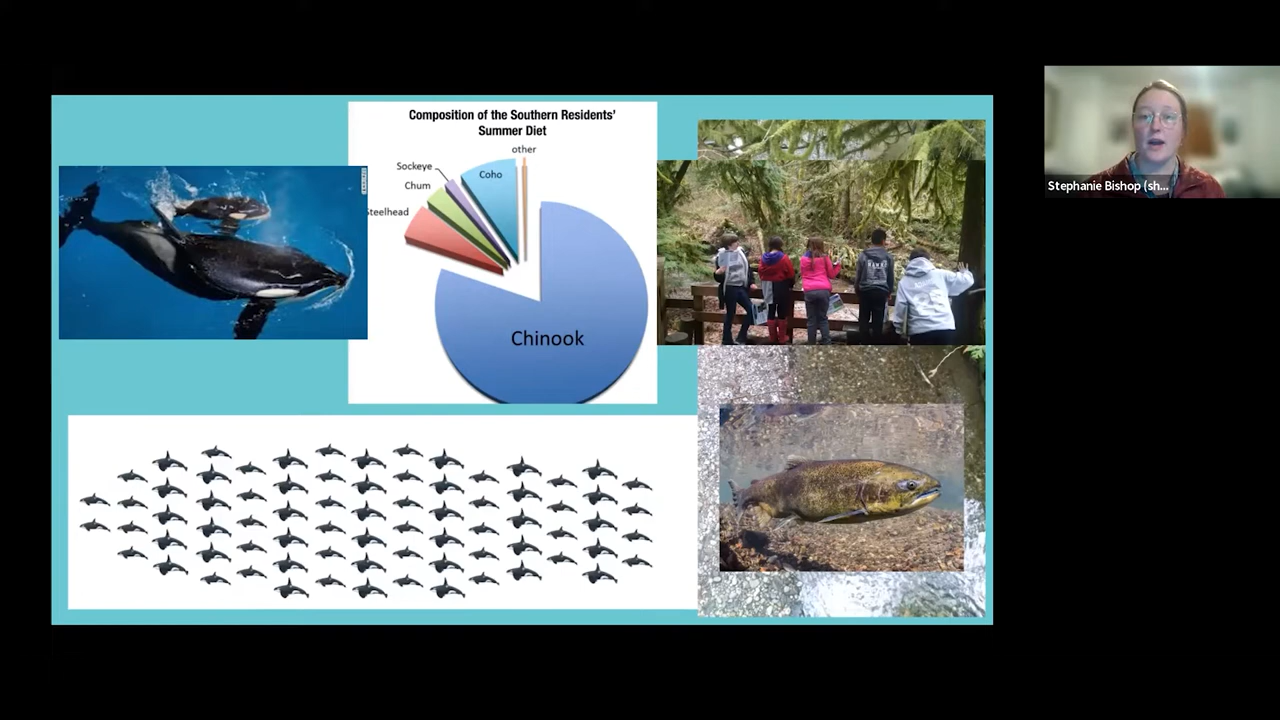 Composition of the Southern Residents'
Summer Diet
other
Sockeye
Coho
Chum
Steelhead
Chinook
Stephanie Bishop (sh...